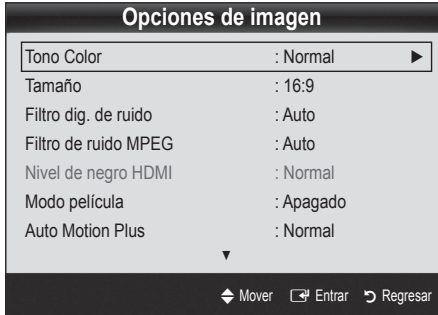 Opciones de imagen
Tono Color : Normal ►
Tamaño : 16:9
Filtro dig. de ruido : Auto
Filtro de ruido MPEG : Auto
Nivel de negro HDMI : Normal
Modo película : Apagado
Auto Motion Plus : Normal
▼
Mover Entrar Regresar